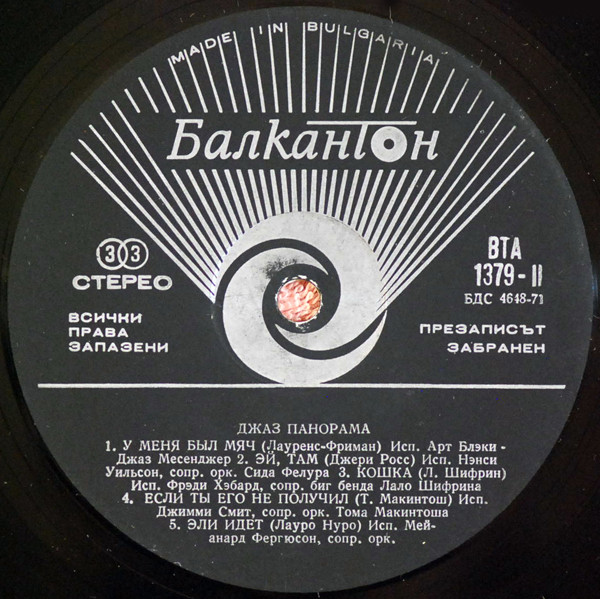 MADE IN BULGARIA
Балкантон
33
СТЕРЕО
ВСИЧКИ
ПРАВА
ЗАПАЗЕНИ
ВТА
1379-II
БДС 4648-71
ПРЕЗАПИСЪТ
ЗАБРАНЕН
ДЖАЗ ПАНОРАМА
1. У МЕНЯ БЫЛ МЯЧ (Лауренс-Фриман) Исп. Арт Блэки -
Джаз Месенджер 2. ЭЙ, ТАМ (Джери Росс) Исп. Нэнси
Уильсон, сопр. орк. Сида Фелура 3. КОШКА (Л. Шифрин)
Исп. Фрэди Хэбард, сопр. биг бенда Лало Шифрина
4. ЕСЛИ ТЫ ЕГО НЕ ПОЛУЧИЛ (Т. Макинтош) Исп.
Джимми Смит, сопр. орк. Тома Макинтоша
5. ЭЛИ ИДЕТ (Лауро Нуро) Исп. Мей-
анард Фергюсон, сопр. орк.